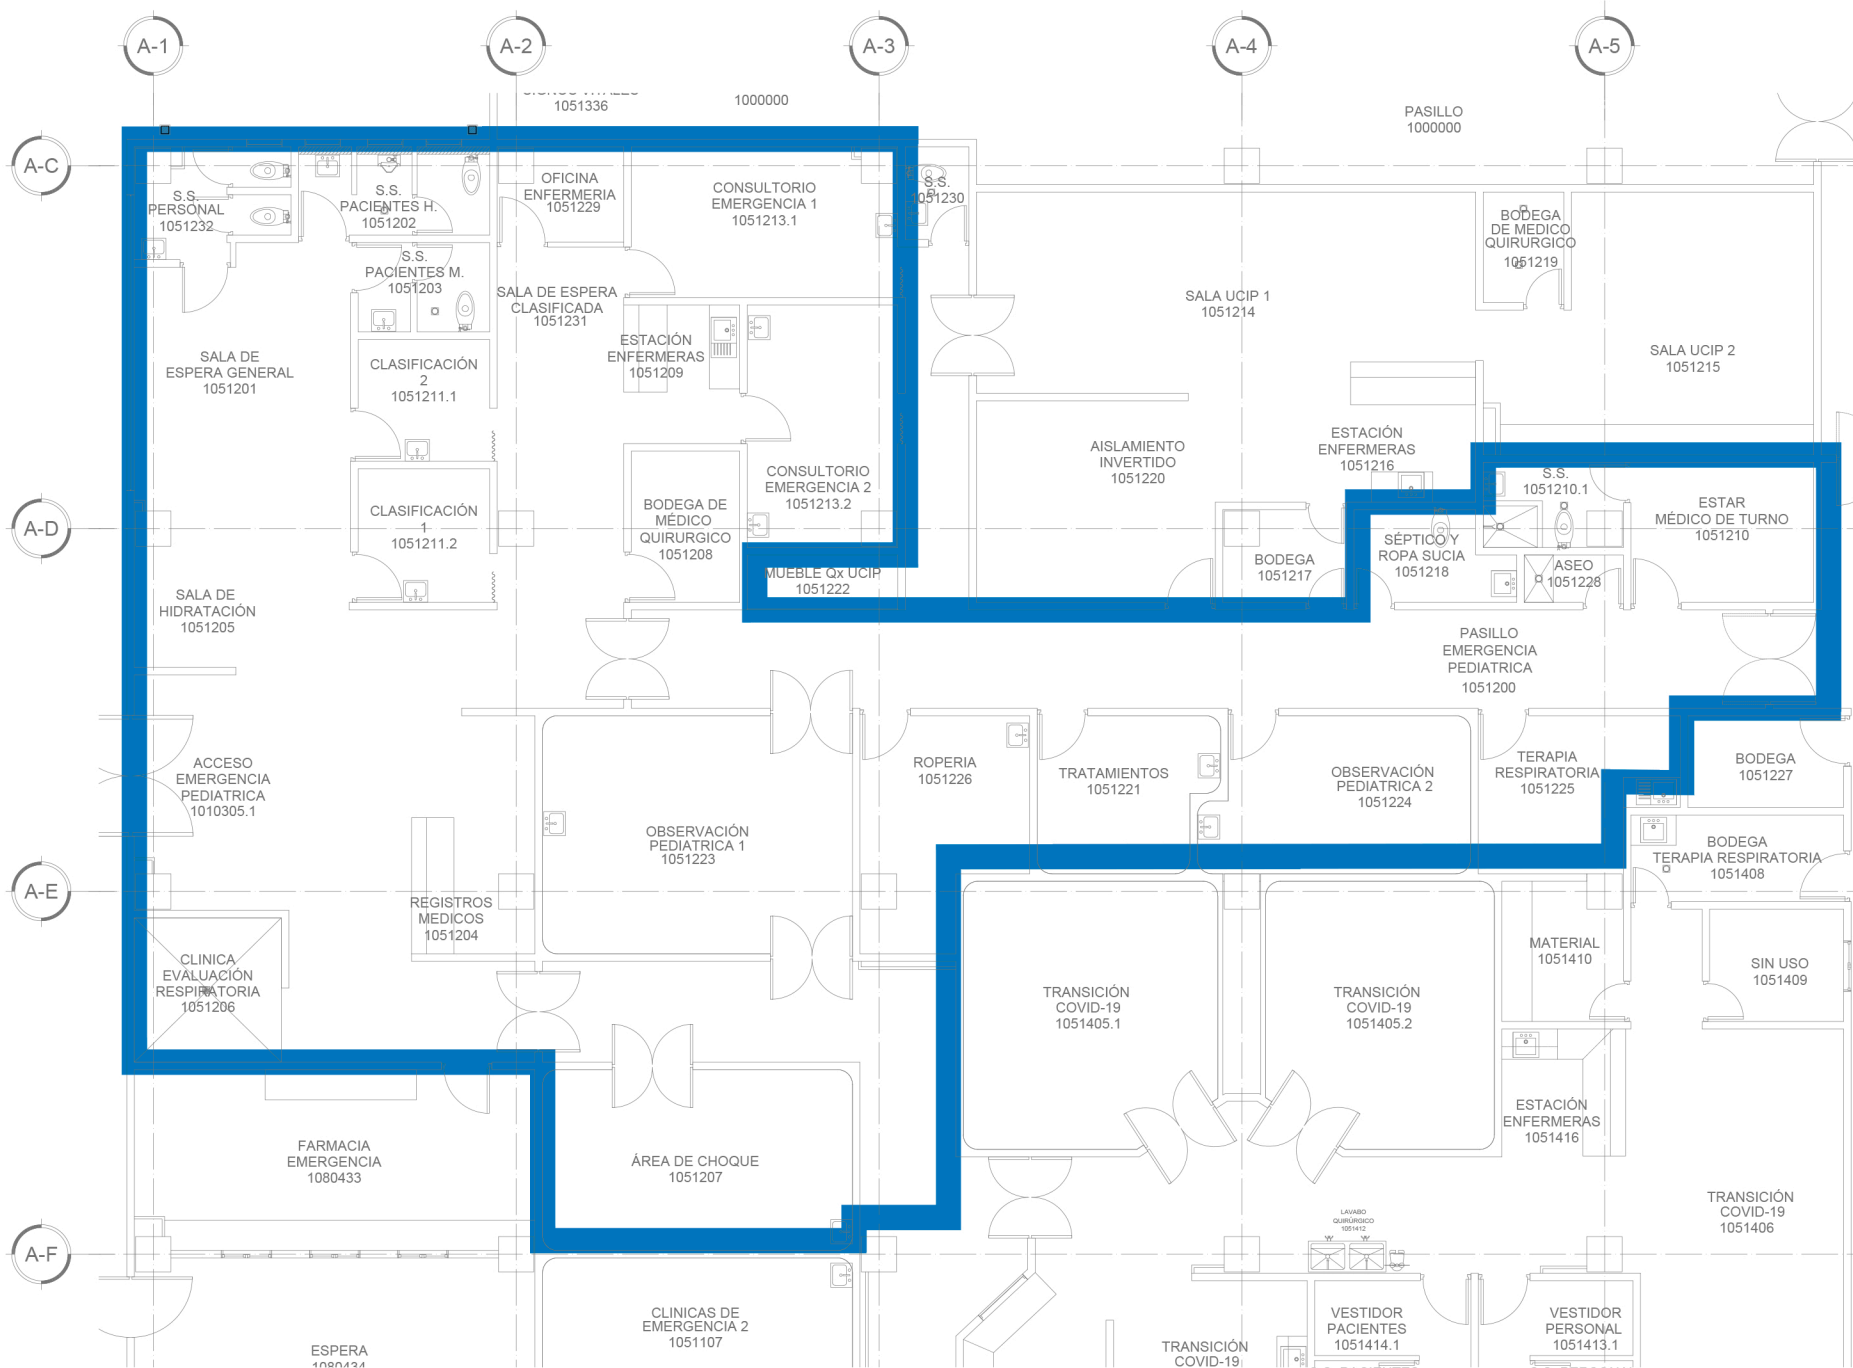 A-1
A-2
A-3
A-4
A-5
A-C
A-D
A-E
A-F
1051336
1000000
PASILLO
1000000
S.S.
PERSONAL
1051232
S.S.
PACIENTES H.
1051202
S.S.
PACIENTES M.
1051203
OFICINA
ENFERMERIA
1051229
CONSULTORIO
EMERGENCIA 1
1051213.1
S.S.
1051230
BODEGA
DE MEDICO
QUIRURGICO
1051219
SALA DE ESPERA
CLASIFICADA
1051231
SALA UCIP 1
1051214
SALA UCIP 2
1051215
SALA DE
ESPERA GENERAL
1051201
CLASIFICACIÓN
2
1051211.1
ESTACIÓN
ENFERMERAS
1051209
CONSULTORIO
EMERGENCIA 2
1051213.2
AISLAMIENTO
INVERTIDO
1051220
ESTACIÓN
ENFERMERAS
1051216
S.S.
1051210.1
ESTAR
MÉDICO DE TURNO
1051210
CLASIFICACIÓN
1
1051211.2
BODEGA DE
MÉDICO
QUIRURGICO
1051208
MUEBLE Qx UCIP
1051222
BODEGA
1051217
SÉPTICO Y
ROPA SUCIA
1051218
ASEO
1051228
SALA DE
HIDRATACIÓN
1051205
PASILLO
EMERGENCIA
PEDIATRICA
1051200
ACCESO
EMERGENCIA
PEDIATRICA
1010305.1
ROPERIA
1051226
TRATAMIENTOS
1051221
OBSERVACIÓN
PEDIATRICA 2
1051224
TERAPIA
RESPIRATORIA
1051225
BODEGA
1051227
OBSERVACIÓN
PEDIATRICA 1
1051223
BODEGA
TERAPIA RESPIRATORIA
1051408
REGISTROS
MEDICOS
1051204
CLINICA
EVALUACIÓN
RESPIRATORIA
1051206
TRANSICIÓN
COVID-19
1051405.1
TRANSICIÓN
COVID-19
1051405.2
MATERIAL
1051410
SIN USO
1051409
ESTACIÓN
ENFERMERAS
1051416
FARMACIA
EMERGENCIA
1080433
ÁREA DE CHOQUE
1051207
TRANSICIÓN
COVID-19
1051406
LAVABO
QUIRÚRGICO
1051412
CLINICAS DE
EMERGENCIA 2
1051107
VESTIDOR
PACIENTES
1051414.1
VESTIDOR
PERSONAL
1051413.1
ESPERA
1080434
TRANSICIÓN
COVID-19